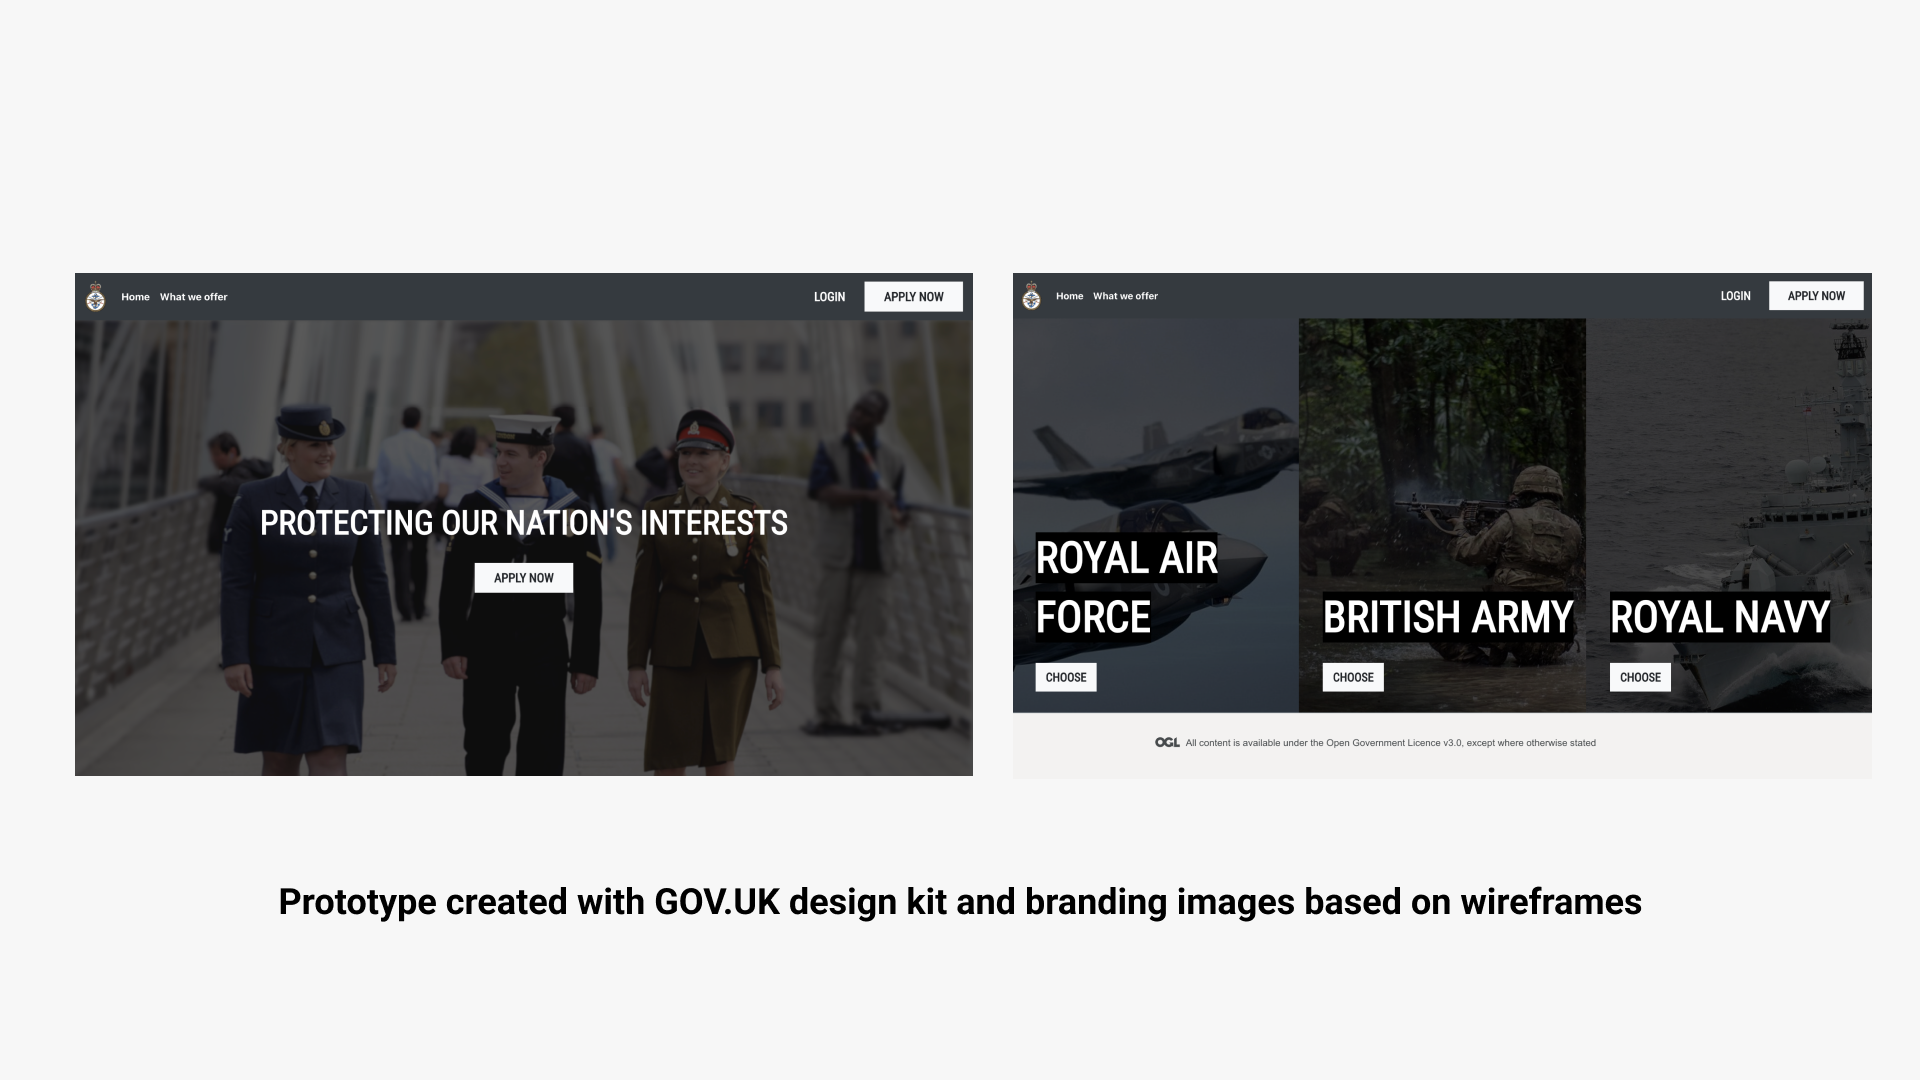 Home What we offer LOGIN APPLY NOW
PROTECTING OUR NATION'S INTERESTS
APPLY NOW
Home What we offer LOGIN APPLY NOW
ROYAL AIR
FORCE
CHOOSE
BRITISH ARMY
CHOOSE
ROYAL NAVY
CHOOSE
OGL All content is available under the Open Government Licence v3.0, except where otherwise stated
Prototype created with GOV.UK design kit and branding images based on wireframes